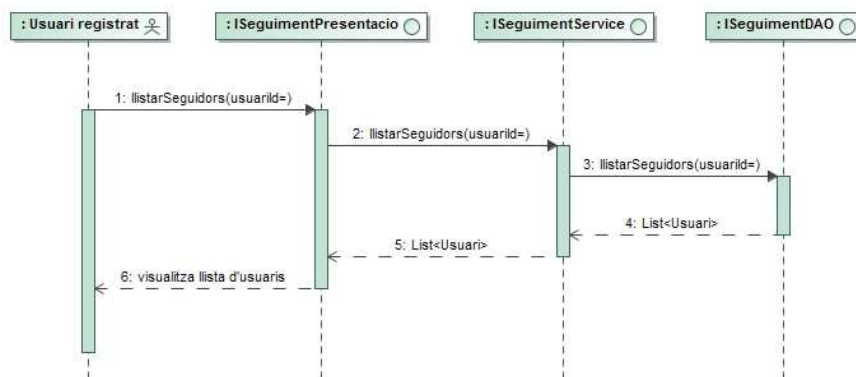 : Usuari registrat
: ISeguimentPresentacio
: ISeguimentService
: ISeguimentDAO
1: llistarSeguidors(usuariId=)
2: llistarSeguidors(usuariId=)
3: llistarSeguidors(usuariId=)
4: List<Usuari>
5: List<Usuari>
6: visualitza llista d'usuaris